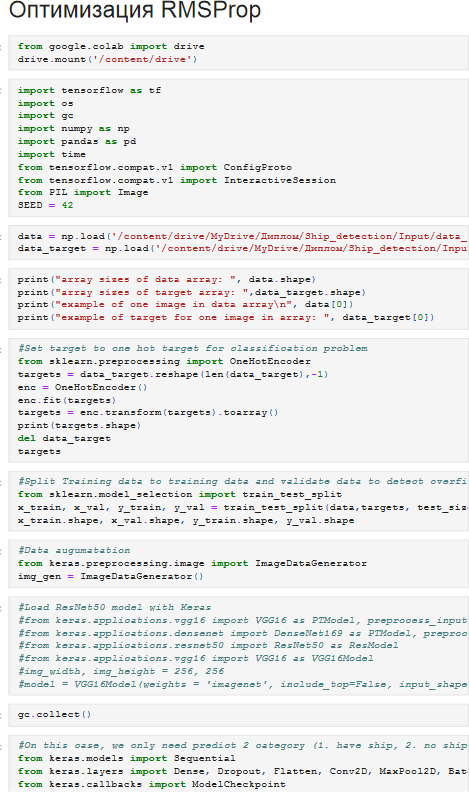 Оптимизация RMSProp
from google.colab import drive
drive.mount('/content/drive')
import tensorflow as tf
import os
import gc
import numpy as np
import pandas as pd
import time
from tensorflow.compat.v1 import ConfigProto
from tensorflow.compat.v1 import InteractiveSession
from PIL import Image
SEED = 42
data = np.load('/content/drive/MyDrive/Диплом/Ship_detection/Input/data_
data_target = np.load('/content/drive/MyDrive/Диплом/Ship_detection/Inpu
print("array sizes of data array: ", data.shape)
print("array sizes of target array: ",data_target.shape)
print("example of one image in data array\n", data[0])
print("example of target for one image in array: ", data_target[0])
#Set target to one hot target for classification problem
from sklearn.preprocessing import OneHotEncoder
targets = data_target.reshape(len(data_target),-1)
enc = OneHotEncoder()
enc.fit(targets)
targets = enc.transform(targets).toarray()
print(targets.shape)
del data_target
targets
#Split Training data to training data and validate data to detect overfi
from sklearn.model_selection import train_test_split
x_train, x_val, y_train, y_val = train_test_split(data,targets, test_siz
x_train.shape, x_val.shape, y_train.shape, y_val.shape
#Data augumatation
from keras.preprocessing.image import ImageDataGenerator
img_gen = ImageDataGenerator()
#Load ResNet50 model with Keras
#from keras.applications.vgg16 import VGG16 as PTModel, preprocess_input
#from keras.applications.densenet import DenseNet169 as PTModel, preproc
#from keras.applications.resnet50 import ResNet50 as ResModel
#from keras.applications.vgg16 import VGG16 as VGG16Model
#img_width, img_height = 256, 256
#model = VGG16Model(weights = 'imagenet', include_top=False, input_shape
gc.collect()
#On this case, we only need predict 2 category (1. have ship, 2. no ship
from keras.models import Sequential
from keras.layers import Dense, Dropout, Flatten, Conv2D, MaxPool2D, Bat
from keras.callbacks import ModelCheckpoint